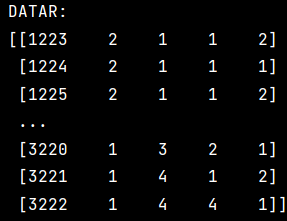 DATAR:
[[1223 2 1 1 2]
[1224 2 1 1 1]
[1225 2 1 1 2]
...
[3220 1 3 2 1]
[3221 1 4 1 2]
[3222 1 4 4 1]]